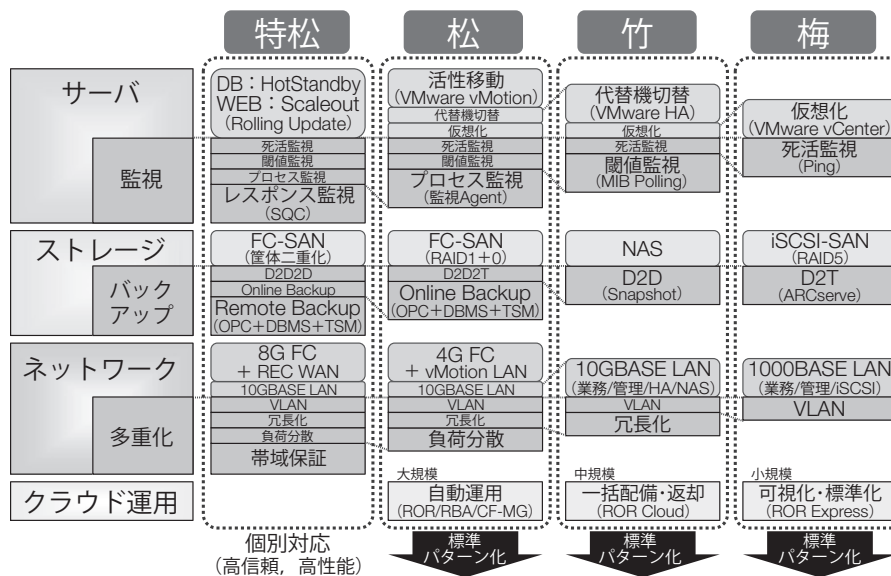 特松
松
竹
梅
サーバ
監視
DB：HotStandby
WEB：Scaleout
(Rolling Update)
死活監視
閾値監視
プロセス監視
レスポンス監視
(SQC)
活性移動
(VMware vMotion)
代替機切替
仮想化
死活監視
閾値監視
プロセス監視
(監視Agent)
代替機切替
(VMware HA)
仮想化
死活監視
閾値監視
(MIB Polling)
仮想化
(VMware vCenter)
死活監視
(Ping)
ストレージ
バック
アップ
FC-SAN
(筐体二重化)
D2D2D
Online Backup
Remote Backup
(OPC＋DBMS＋TSM)
FC-SAN
(RAID1＋0)
D2D2T
Online Backup
(OPC＋DBMS＋TSM)
NAS
D2D
(Snapshot)
iSCSI-SAN
(RAID5)
D2T
(ARCserve)
ネットワーク
多重化
8G FC
＋REC WAN
10GBASE LAN
VLAN
冗長化
負荷分散
帯域保証
4G FC
＋vMotion LAN
10GBASE LAN
VLAN
冗長化
負荷分散
10GBASE LAN
(業務/管理/HA/NAS)
VLAN
冗長化
1000BASE LAN
(業務/管理/iSCSI)
VLAN
クラウド運用
大規模
自動運用
(ROR/RBA/CF-MG)
中規模
一括配備・返却
(ROR Cloud)
小規模
可視化・標準化
(ROR Express)
個別対応
(高信頼，高性能)
標準
パターン化
標準
パターン化
標準
パターン化